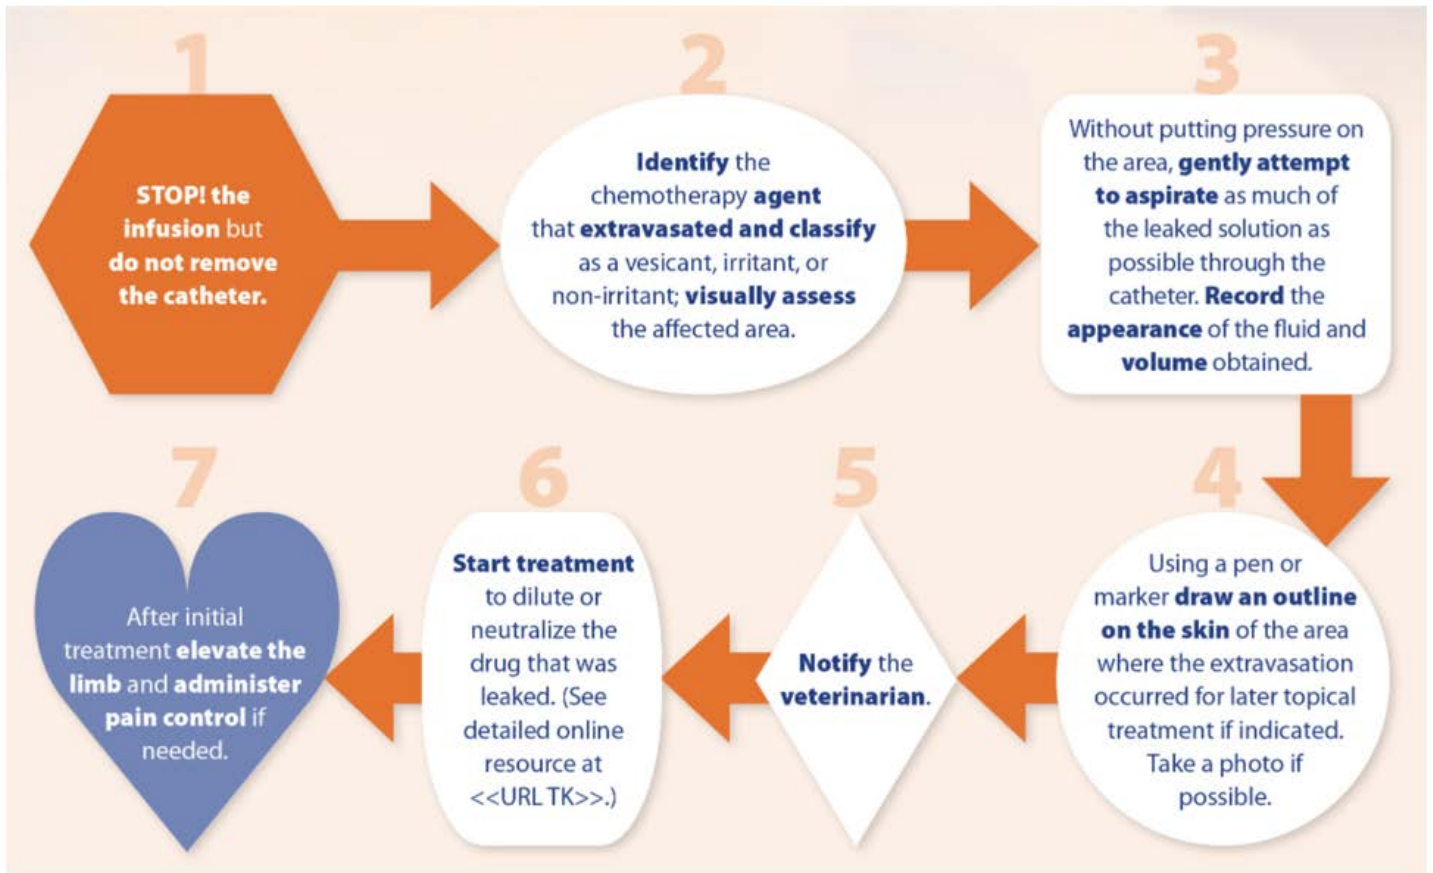 1
STOP! the
infusion but
do not remove
the catheter.
2
Identify the
chemotherapy agent
that extravasated and classify
as a vesicant, irritant, or
non-irritant; visually assess
the affected area.
3
Without putting pressure on
the area, gently attempt
to aspirate as much of
the leaked solution as
possible through the
catheter. Record the
appearance of the fluid and
volume obtained.
4
Using a pen or
marker draw an outline
on the skin of the area
where the extravasation
occurred for later topical
treatment if indicated.
Take a photo if
possible.
5
Notify the
veterinarian.
6
Start treatment
to dilute or
neutralize the
drug that was
leaked. (See
detailed online
resource at
<<URL TK>>.)
7
After initial
treatment elevate the
limb and administer
pain control if
needed.